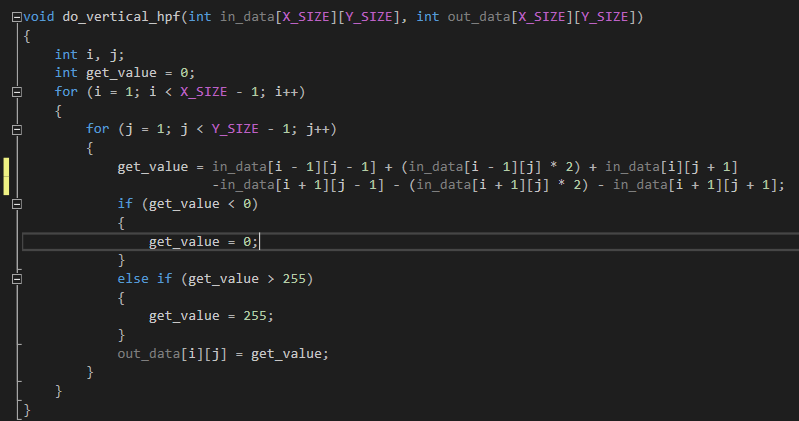 void do_vertical_hpf(int in_data[X_SIZE][Y_SIZE], int out_data[X_SIZE][Y_SIZE])
{
    int i, j;
    int get_value = 0;
    for (i = 1; i < X_SIZE - 1; i++)
    {
        for (j = 1; j < Y_SIZE - 1; j++)
        {
            get_value = in_data[i - 1][j - 1] + (in_data[i - 1][j] * 2) + in_data[i][j + 1]
                        -in_data[i + 1][j - 1] - (in_data[i + 1][j] * 2) - in_data[i + 1][j + 1];
            if (get_value < 0)
            {
                get_value = 0;
            }
            else if (get_value > 255)
            {
                get_value = 255;
            }
            out_data[i][j] = get_value;
        }
    }
}